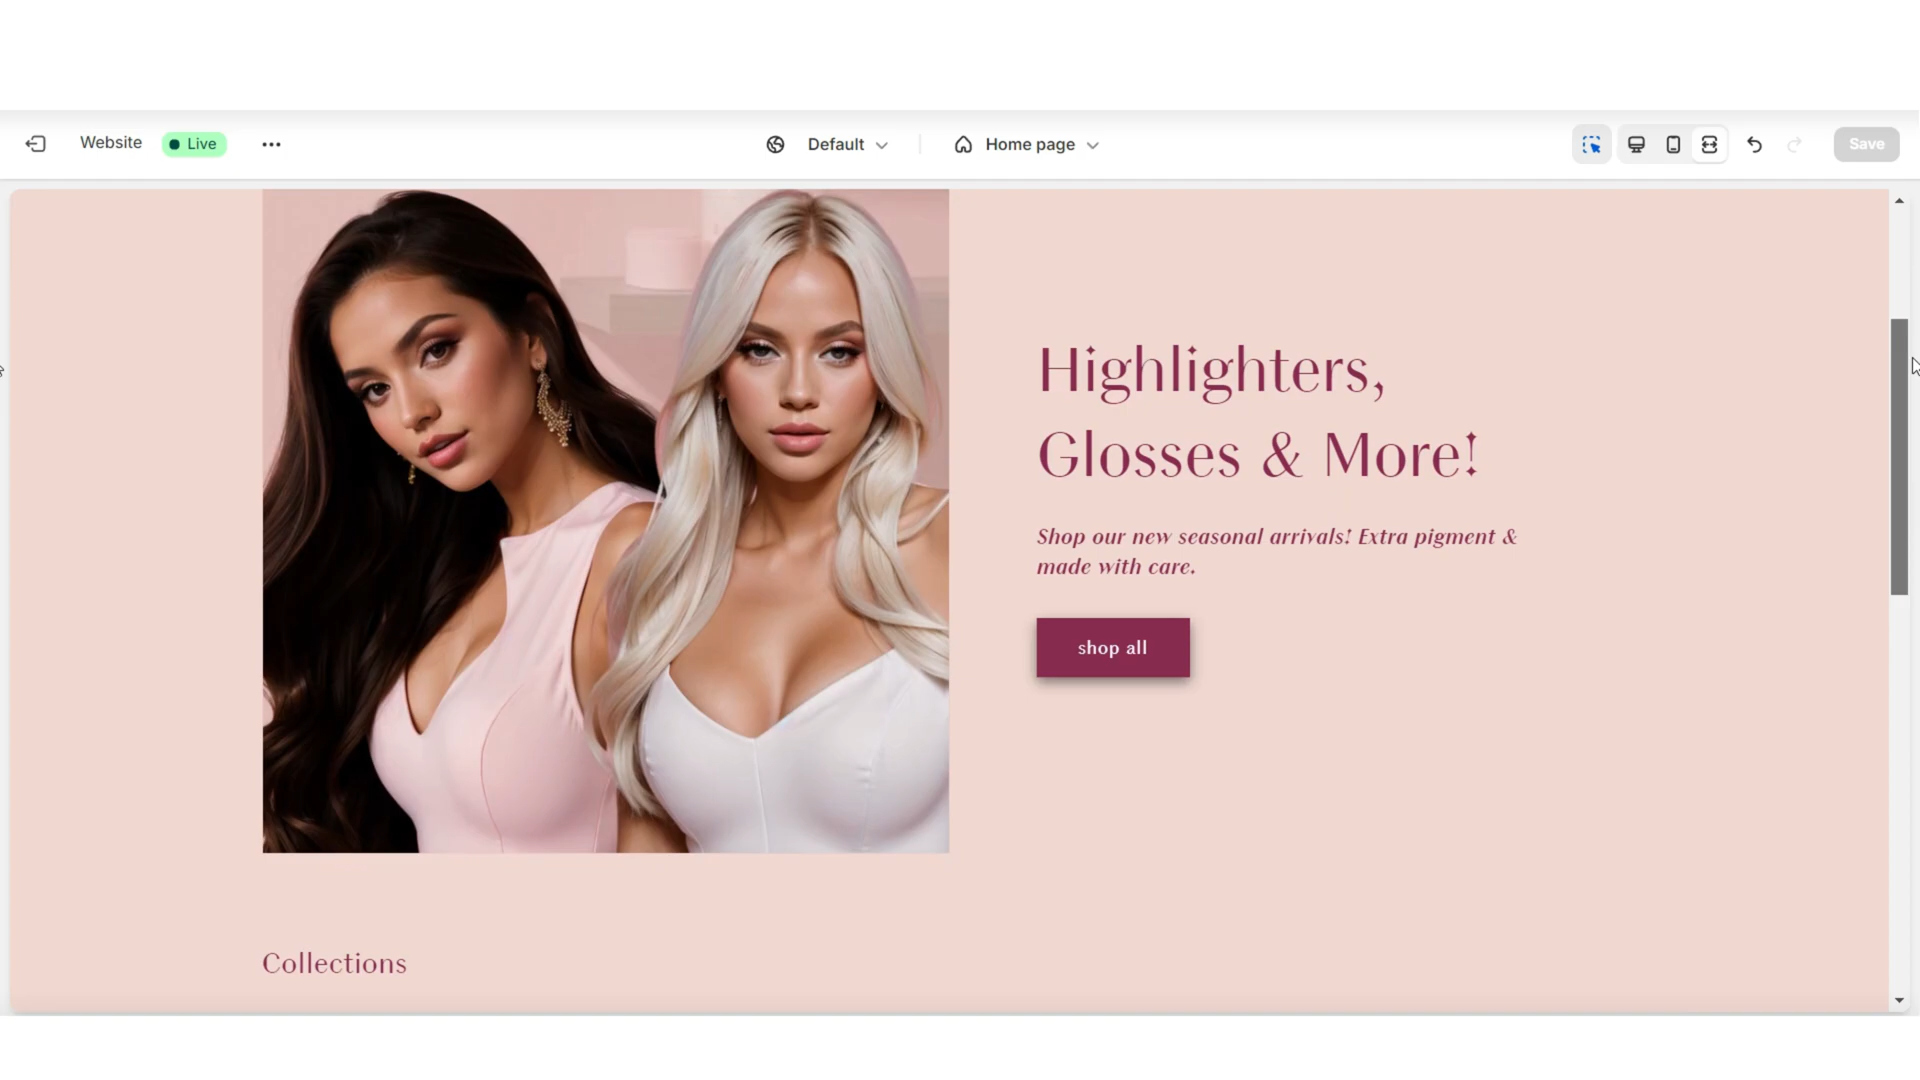 Website Live Default Home page Save
Highlighters,
Glosses & More!
Shop our new seasonal arrivals! Extra pigment &
made with care.
shop all
Collections